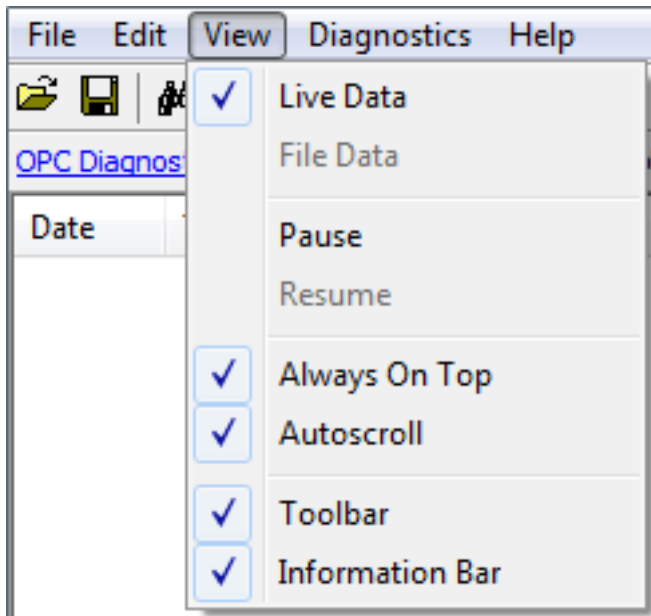 File Edit View Diagnostics Help
Live Data
OPC Diagnos
File Data
Date
Pause
Resume
Always On Top
Autoscroll
Toolbar
Information Bar